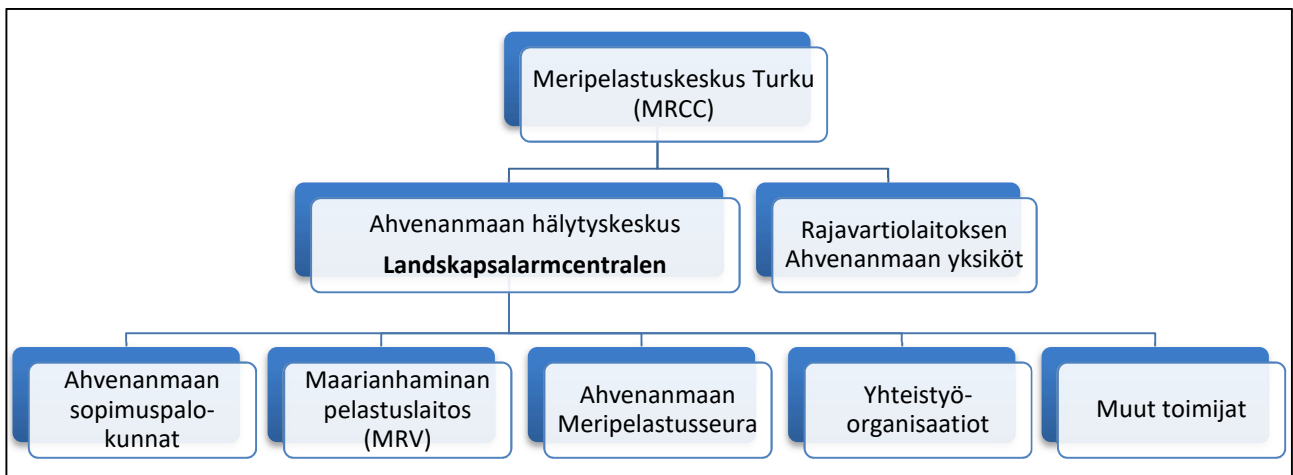 Meripelastuskeskus Turku
(MRCC)
Ahvenanmaan hälytyskeskus
Landskapsalarmcentralen
Rajavartiolaitoksen
Ahvenanmaan yksiköt
Ahvenanmaan
sopimuspalo-
kunnat
Maarianhaminan
pelastuslaitos
(MRV)
Ahvenanmaan
Meripelastusseura
Yhteistyö-
organisaatiot
Muut toimijat